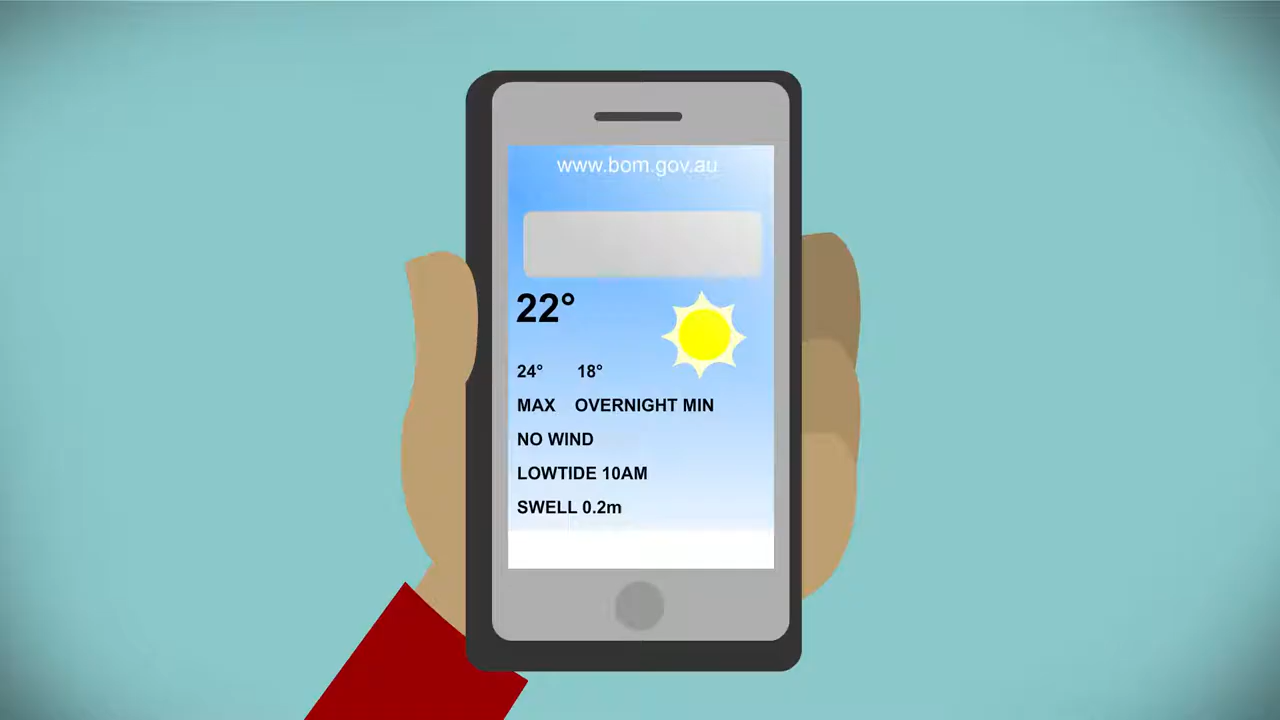 www.bom.gov.au
22°
24° 18°
MAX OVERNIGHT MIN
NO WIND
LOWTIDE 10AM
SWELL 0.2m